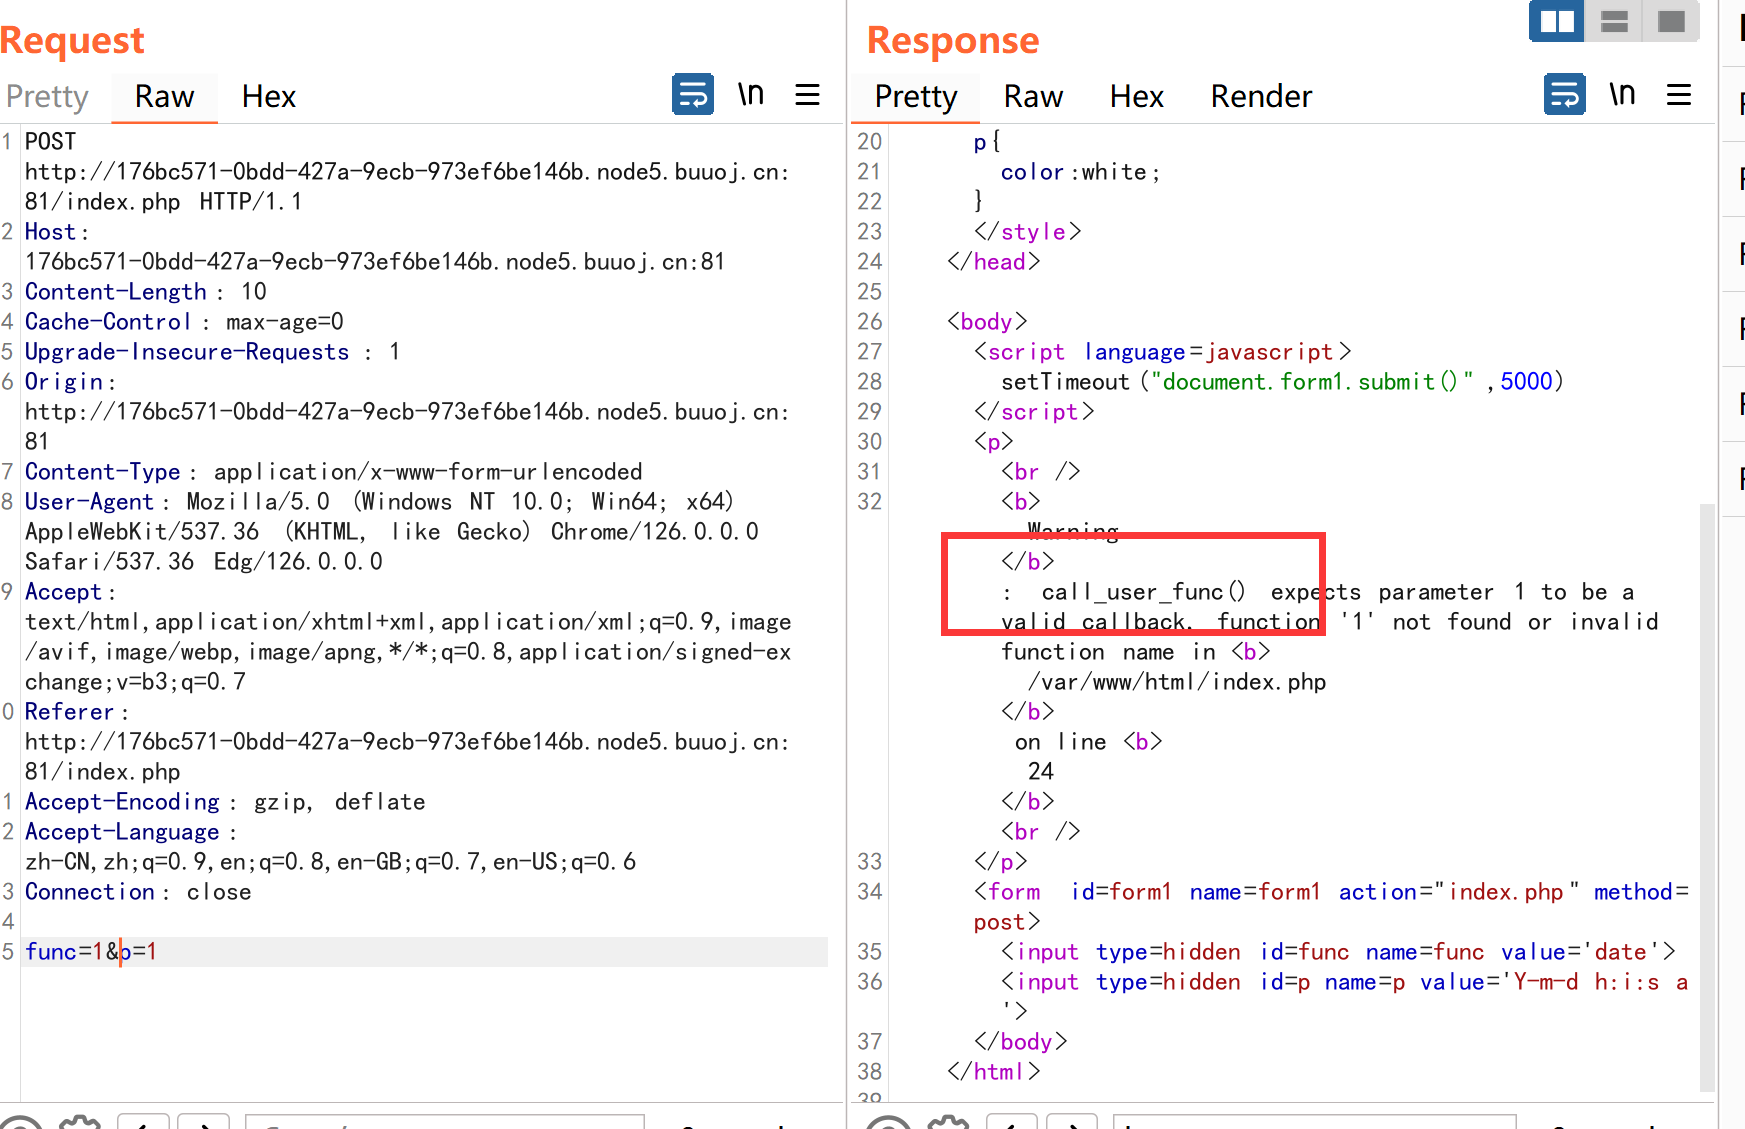 Request
Pretty Raw Hex \n
1 POST
http://176bc571-0bdd-427a-9ecb-973ef6be146b.node5.buuoj.cn:
81/index.php HTTP/1.1
2 Host:
176bc571-0bdd-427a-9ecb-973ef6be146b.node5.buuoj.cn:81
3 Content-Length: 10
4 Cache-Control: max-age=0
5 Upgrade-Insecure-Requests: 1
6 Origin:
http://176bc571-0bdd-427a-9ecb-973ef6be146b.node5.buuoj.cn:
81
7 Content-Type: application/x-www-form-urlencoded
8 User-Agent: Mozilla/5.0 (Windows NT 10.0; Win64; x64)
AppleWebKit/537.36 (KHTML, like Gecko) Chrome/126.0.0.0
Safari/537.36 Edg/126.0.0.0
9 Accept:
text/html,application/xhtml+xml,application/xml;q=0.9,image
/avif,image/webp,image/apng,*/*;q=0.8,application/signed-ex
change;v=b3;q=0.7
0 Referer:
http://176bc571-0bdd-427a-9ecb-973ef6be146b.node5.buuoj.cn:
81/index.php
1 Accept-Encoding: gzip, deflate
2 Accept-Language:
zh-CN,zh;q=0.9,en;q=0.8,en-GB;q=0.7,en-US;q=0.6
3 Connection: close
4
5 func=1&p=1
Response
Pretty Raw Hex Render \n
20 p{
21 color:white;
22 }
23 </style>
24 </head>
25
26 <body>
27 <script language=javascript>
28 setTimeout("document.form1.submit()",5000)
29 </script>
30 <p>
31 <br />
32 <b>
Warning
</b>
: call_user_func() expects parameter 1 to be a
valid callback, function '1' not found or invalid
function name in <b>
/var/www/html/index.php
</b>
on line <b>
24
</b>
<br />
33 </p>
34 <form id=form1 name=form1 action="index.php" method=
post>
35 <input type=hidden id=func name=func value='date'>
36 <input type=hidden id=p name=p value='Y-m-d h:i:s a
'>
37 </body>
38 </html>
39